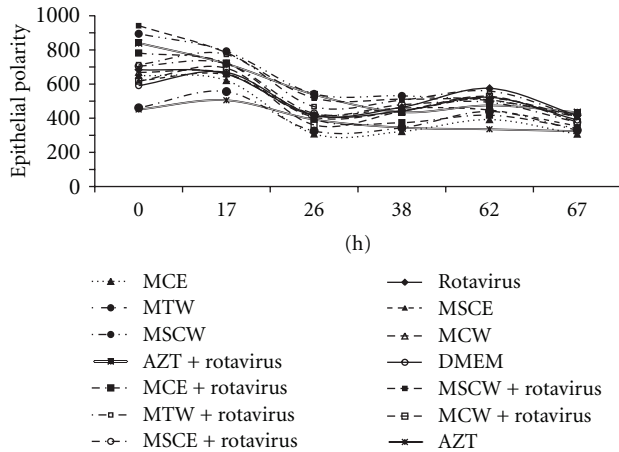 Epithelial polarity
1000
800
600
400
200
0
0 17 26 38 62 67
(h)
MCE
MTW
MSCW
AZT + rotavirus
MCE + rotavirus
MTW + rotavirus
MSCE + rotavirus
Rotavirus
MSCE
MCW
DMEM
MSCW + rotavirus
MCW + rotavirus
AZT